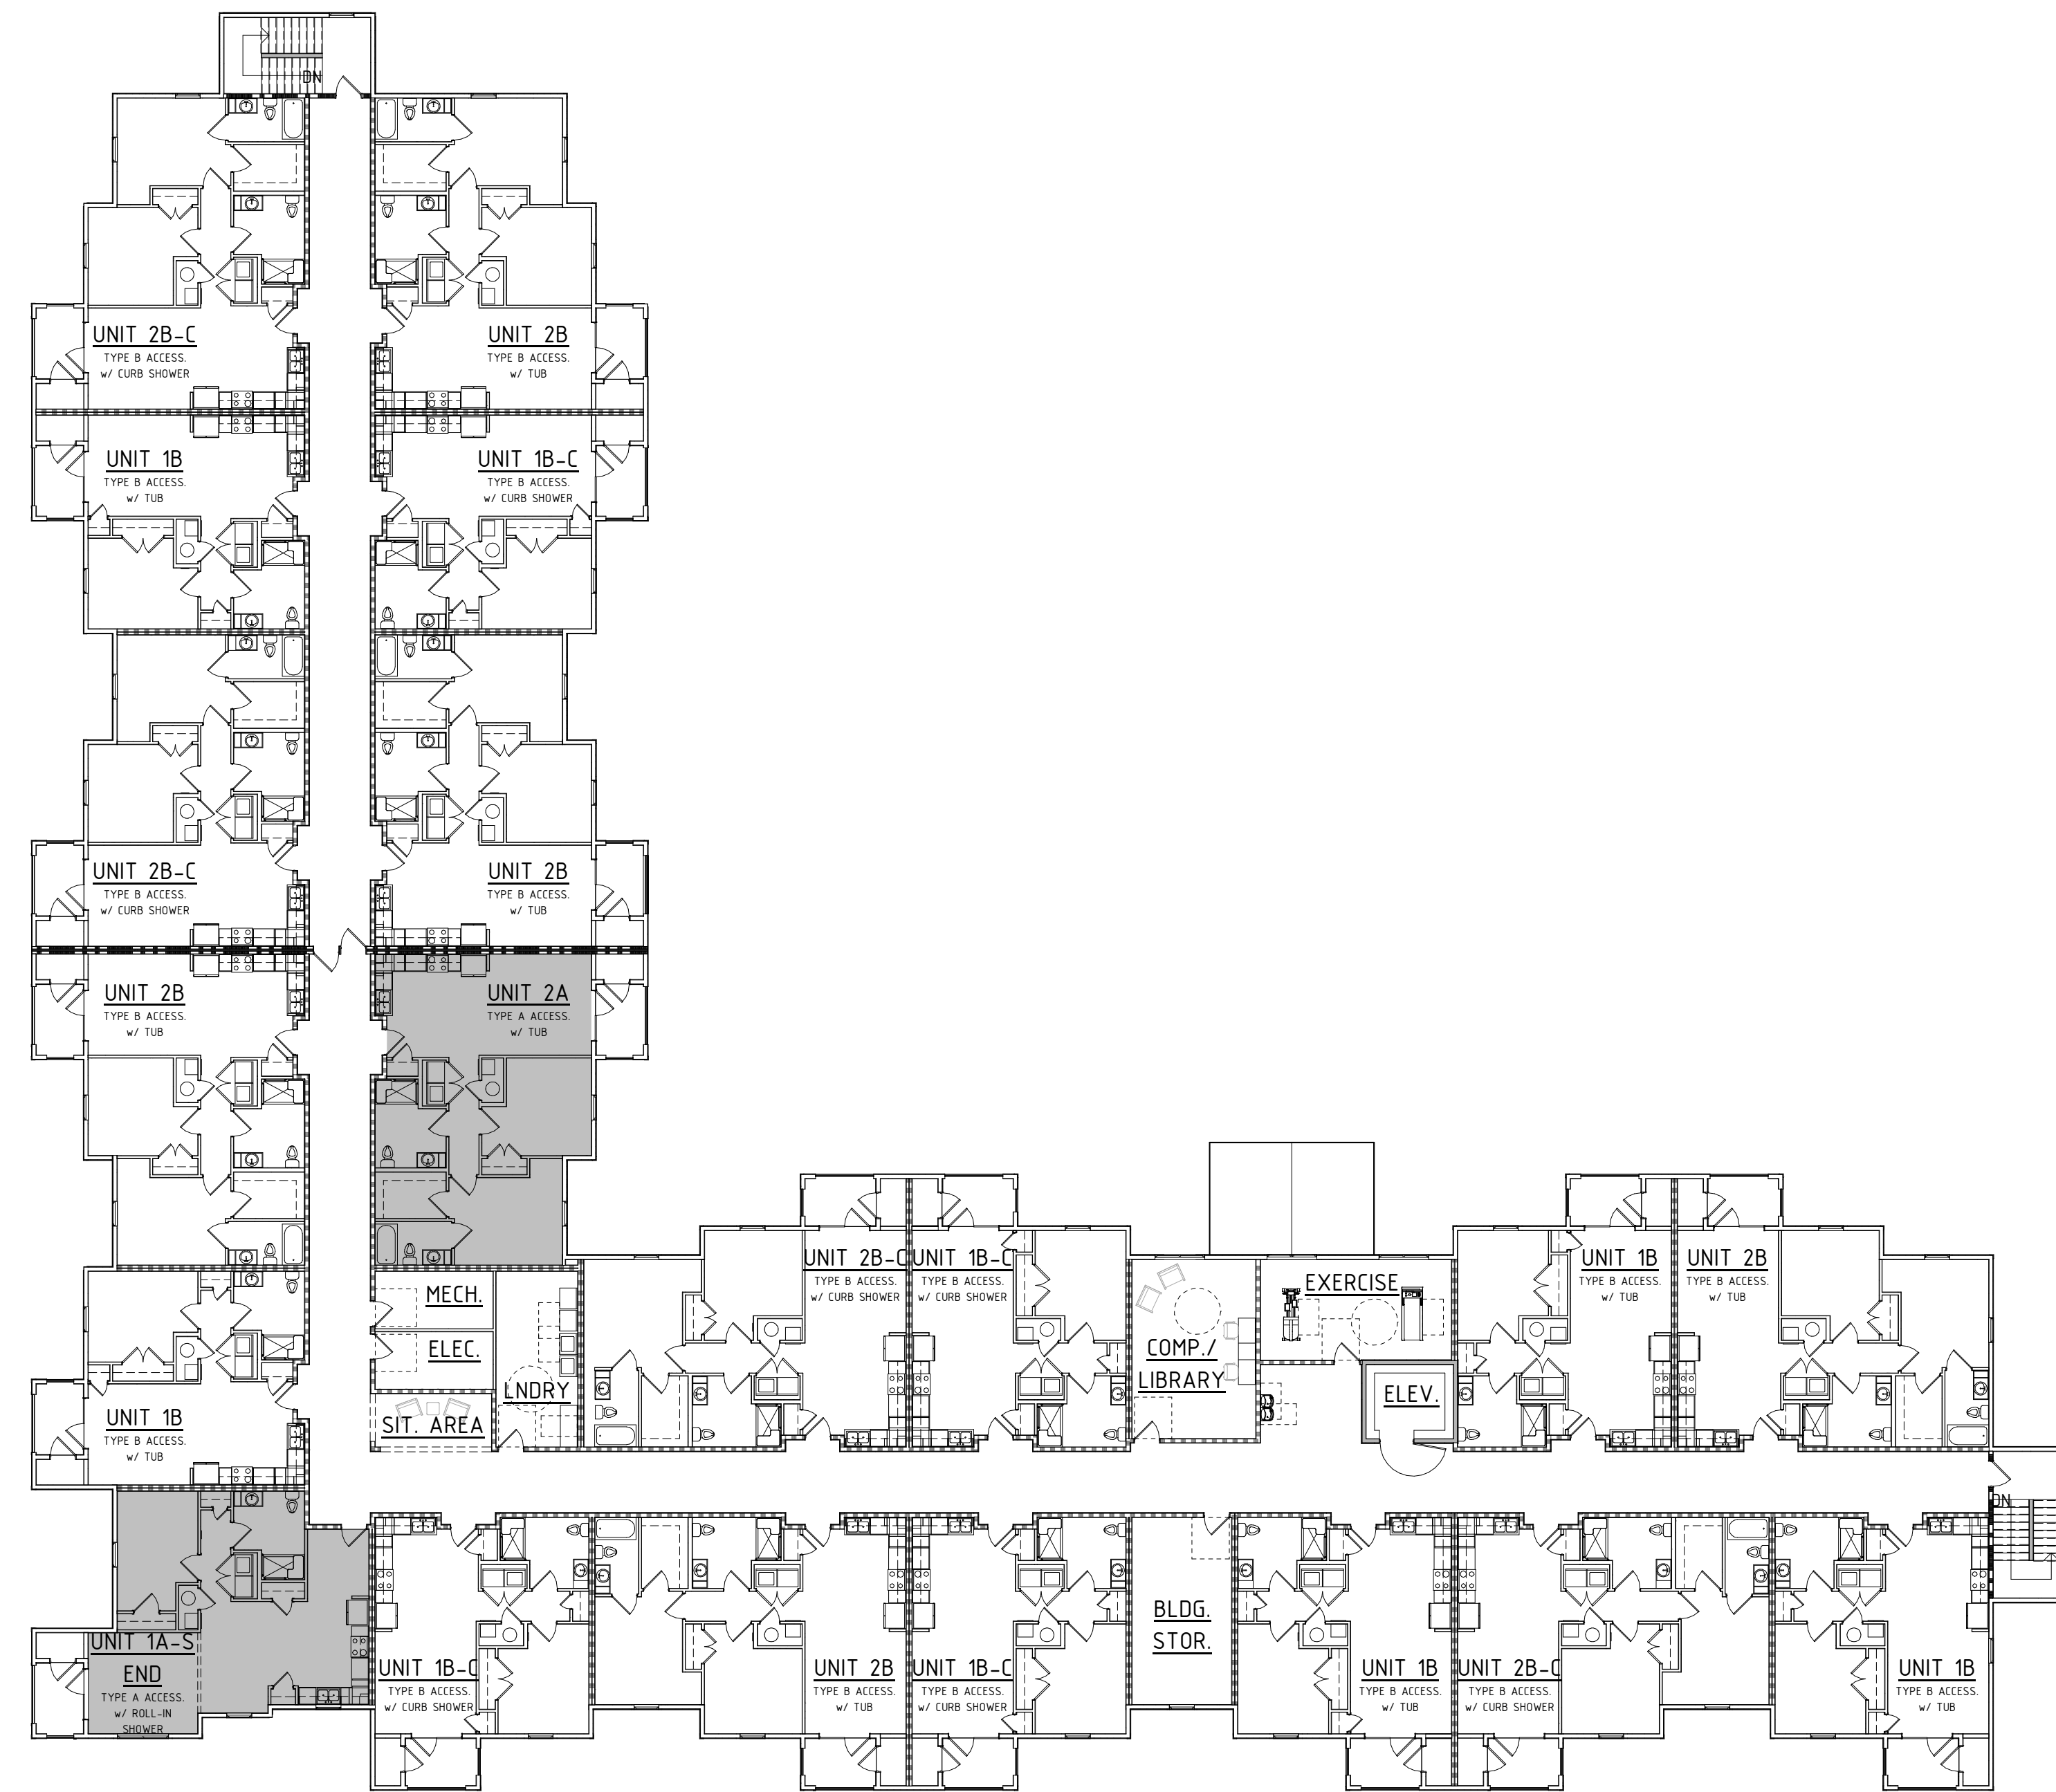 DN
UNIT 2B-C
TYPE B ACCESS.
w/ CURB SHOWER
UNIT 2B
TYPE B ACCESS.
w/ TUB
UNIT 1B
TYPE B ACCESS.
w/ TUB
UNIT 1B-C
TYPE B ACCESS.
w/ CURB SHOWER
UNIT 2B-C
TYPE B ACCESS.
w/ CURB SHOWER
UNIT 2B
TYPE B ACCESS.
w/ TUB
UNIT 2B
TYPE B ACCESS.
w/ TUB
UNIT 2A
TYPE A ACCESS.
w/ TUB
UNIT 2B-C
TYPE B ACCESS.
w/ CURB SHOWER
UNIT 1B-C
TYPE B ACCESS.
w/ CURB SHOWER
EXERCISE
UNIT 1B
TYPE B ACCESS.
w/ TUB
UNIT 2B
TYPE B ACCESS.
w/ TUB
MECH.
ELEC.
LNDRY
SIT. AREA
COMP./
LIBRARY
ELEV.
UNIT 1B
TYPE B ACCESS.
w/ TUB
DN
UNIT 1A-S
END
TYPE A ACCESS.
w/ ROLL-IN
SHOWER
UNIT 1B-C
TYPE B ACCESS.
w/ CURB SHOWER
UNIT 2B
TYPE B ACCESS.
w/ TUB
UNIT 1B-C
TYPE B ACCESS.
w/ CURB SHOWER
BLDG.
STOR.
UNIT 1B
TYPE B ACCESS.
w/ TUB
UNIT 2B-C
TYPE B ACCESS.
w/ CURB SHOWER
UNIT 1B
TYPE B ACCESS.
w/ TUB